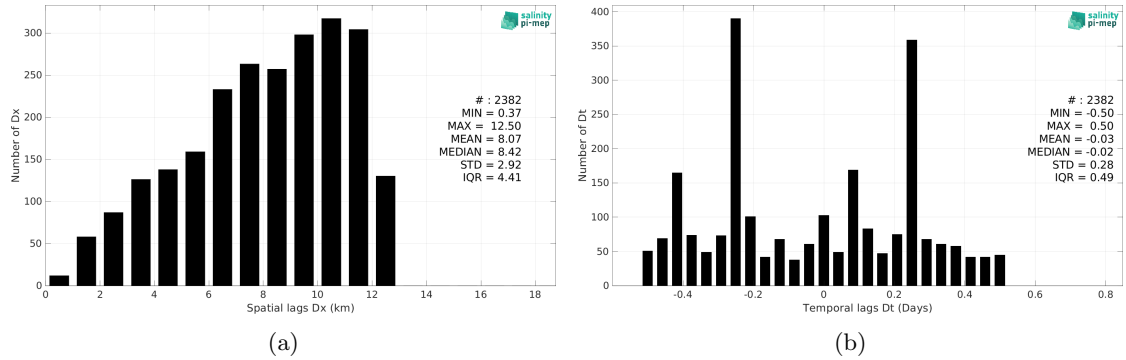 salinity
pi-mep
300
250
200
150
100
50
0
Number of Dx
# : 2382
MIN = 0.37
MAX = 12.50
MEAN = 8.07
MEDIAN = 8.42
STD = 2.92
IQR = 4.41
0 2 4 6 8 10 12 14 16 18
Spatial lags Dx (km)
(a)
salinity
pi-mep
400
350
300
250
200
150
100
50
0
Number of Dt
# : 2382
MIN = -0.50
MAX = 0.50
MEAN = -0.03
MEDIAN = -0.02
STD = 0.28
IQR = 0.49
-0.4 -0.2 0 0.2 0.4 0.6 0.8
Temporal lags Dt (Days)
(b)